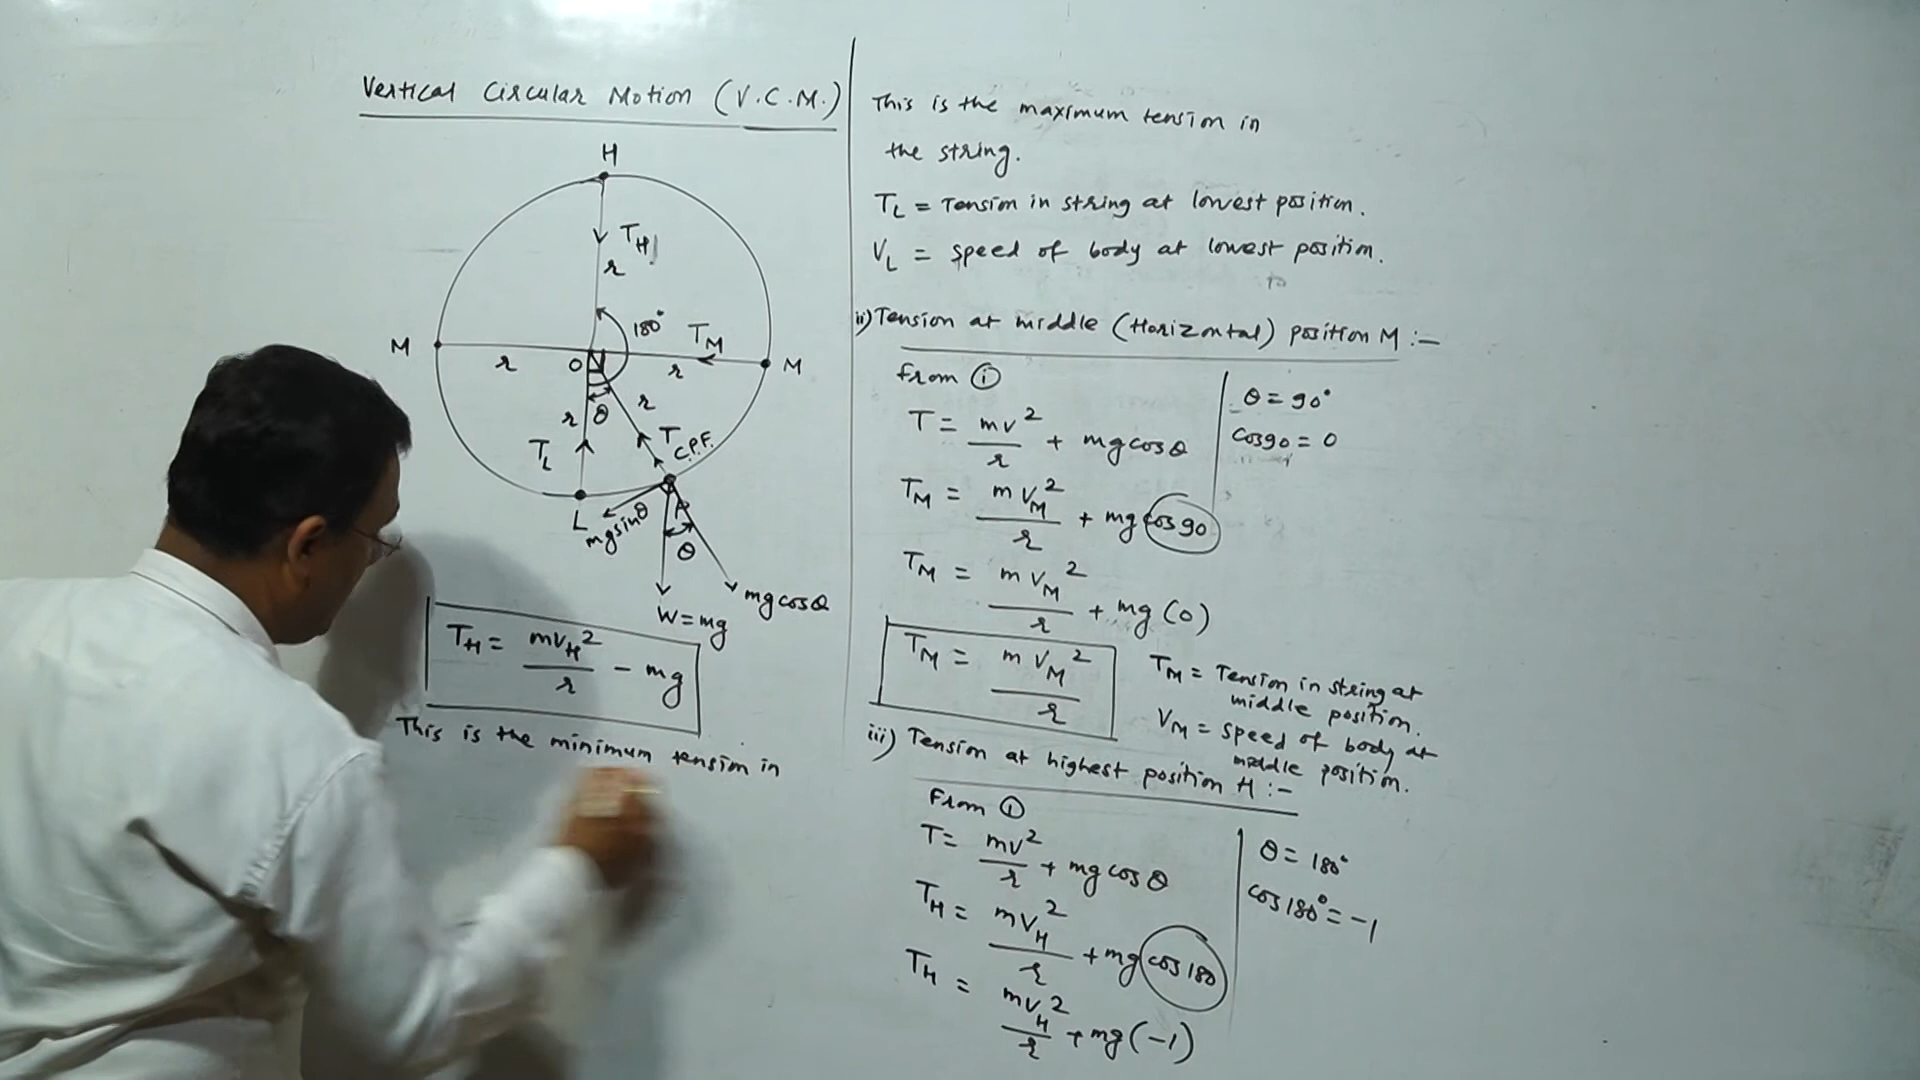 Vertical Circular Motion (V.C.M.)
H
T_H
r
180°
T_M
M
r
O
r
M
θ
r
r
T
C.P.F.
T_L
L
A
mg sinθ
θ
mg cosθ
W = mg
T_H = mv_H²/r - mg
This is the minimum tension in
This is the maximum tension in
the string.
T_L = Tension in string at lowest position.
V_L = speed of body at lowest position.
ii) Tension at middle (Horizontal) position M :-
from ①
θ = 90°
T = mv²/r + mg cosθ
cos90 = 0
T_M = mV_M²/r + mg cos90
T_M = mV_M²/r + mg (0)
T_M = mV_M²/r
T_M = Tension in string at
middle position.
V_M = speed of body at
middle position.
iii) Tension at highest position H :-
From ①
T = mv²/r + mg cosθ
θ = 180°
cos180° = -1
T_H = mv_H²/r + mg cos180
T_H = mv_H²/r + mg(-1)